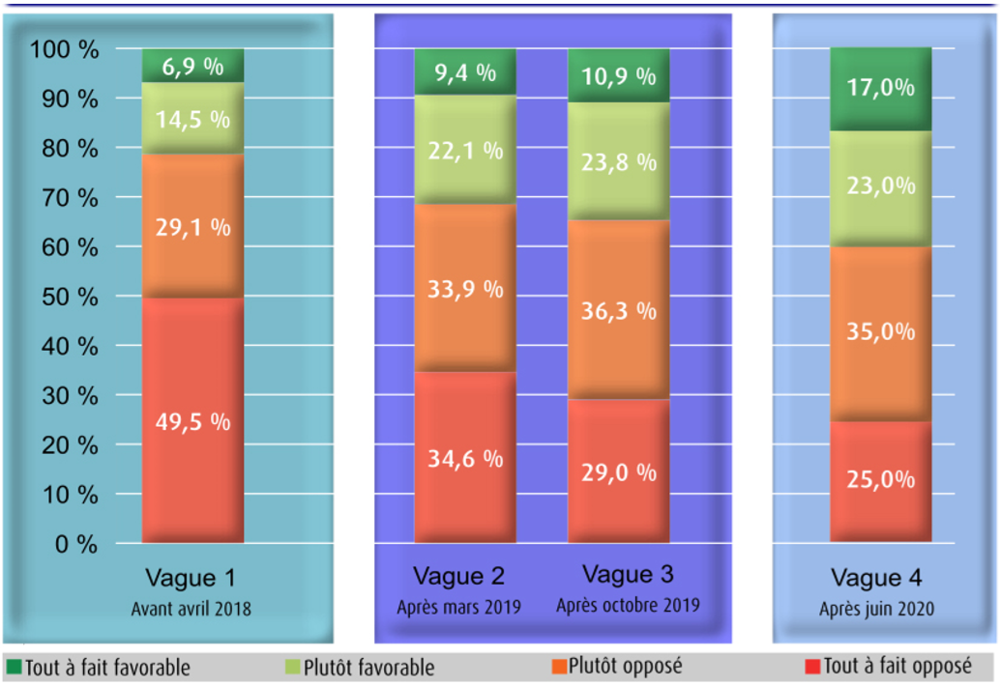 100 %
90 %
80 %
70 %
60 %
50 %
40 %
30 %
20 %
10 %
0 %
6,9 %
14,5 %
29,1 %
49,5 %
Vague 1
Avant avril 2018
9,4 %
22,1 %
33,9 %
34,6 %
Vague 2
Après mars 2019
10,9 %
23,8 %
36,3 %
29,0 %
Vague 3
Après octobre 2019
17,0%
23,0%
35,0%
25,0%
Vague 4
Après juin 2020
Tout à fait favorable
Plutôt favorable
Plutôt opposé
Tout à fait opposé